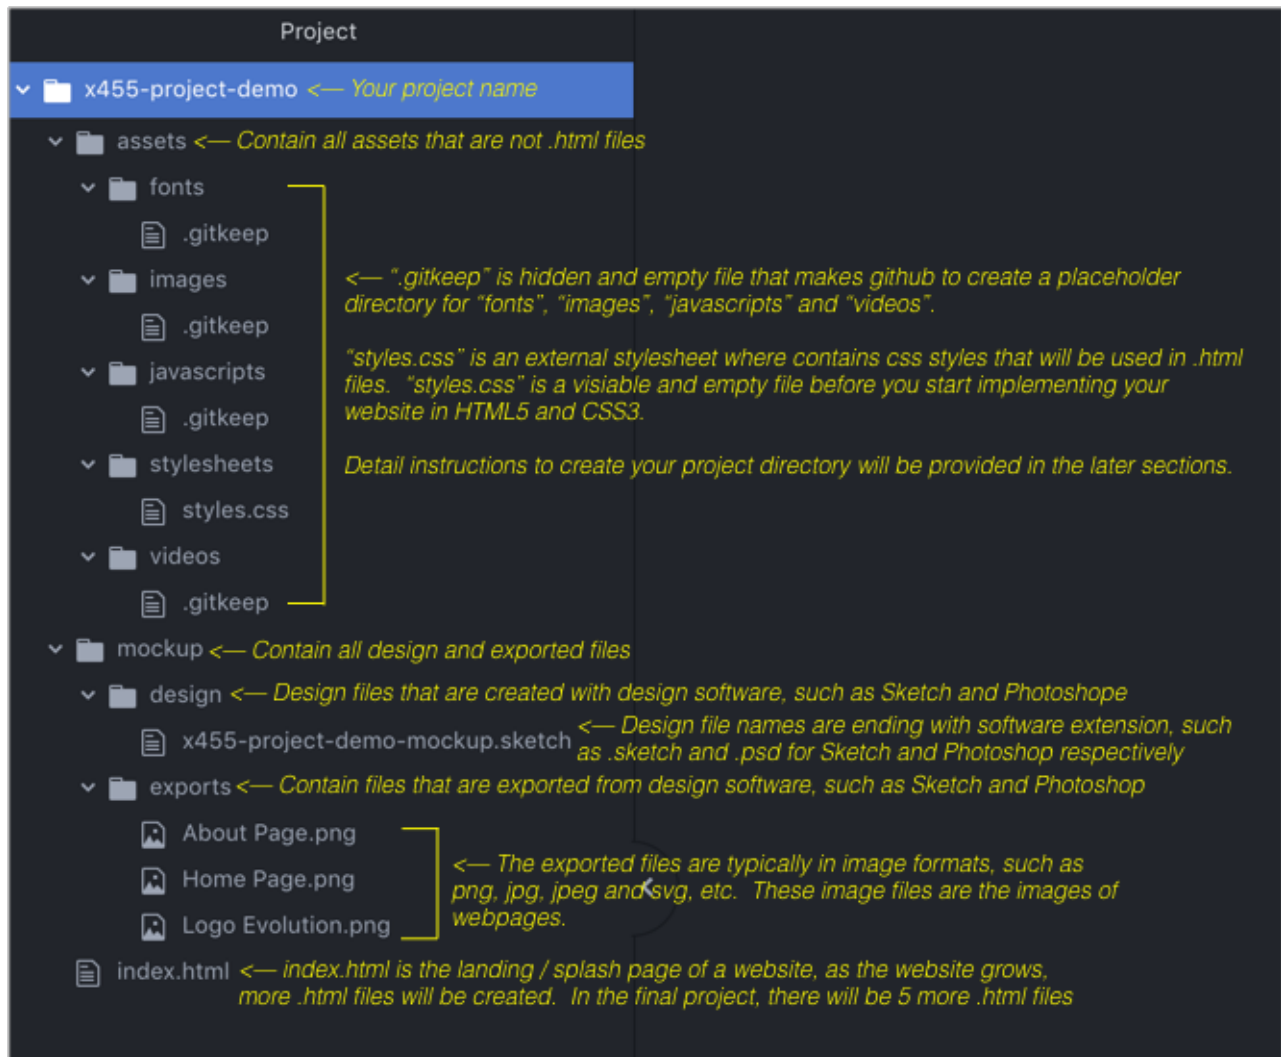 Project
x455-project-demo <— Your project name
assets <— Contain all assets that are not .html files
fonts
.gitkeep
images
.gitkeep
javascripts
.gitkeep
stylesheets
styles.css
videos
.gitkeep
<— “.gitkeep” is hidden and empty file that makes github to create a placeholder
directory for “fonts”, “images”, “javascripts” and “videos”.
“styles.css” is an external stylesheet where contains css styles that will be used in .html
files.  “styles.css” is a visiable and empty file before you start implementing your
website in HTML5 and CSS3.
Detail instructions to create your project directory will be provided in the later sections.
mockup <— Contain all design and exported files
design <— Design files that are created with design software, such as Sketch and Photoshope
x455-project-demo-mockup.sketch <— Design file names are ending with software extension, such
as .sketch and .psd for Sketch and Photoshop respectively
exports <— Contain files that are exported from design software, such as Sketch and Photoshop
About Page.png
Home Page.png
Logo Evolution.png
<— The exported files are typically in image formats, such as
png, jpg, jpeg and svg, etc.  These image files are the images of
webpages.
index.html <— index.html is the landing / splash page of a website, as the website grows,
more .html files will be created.  In the final project, there will be 5 more .html files